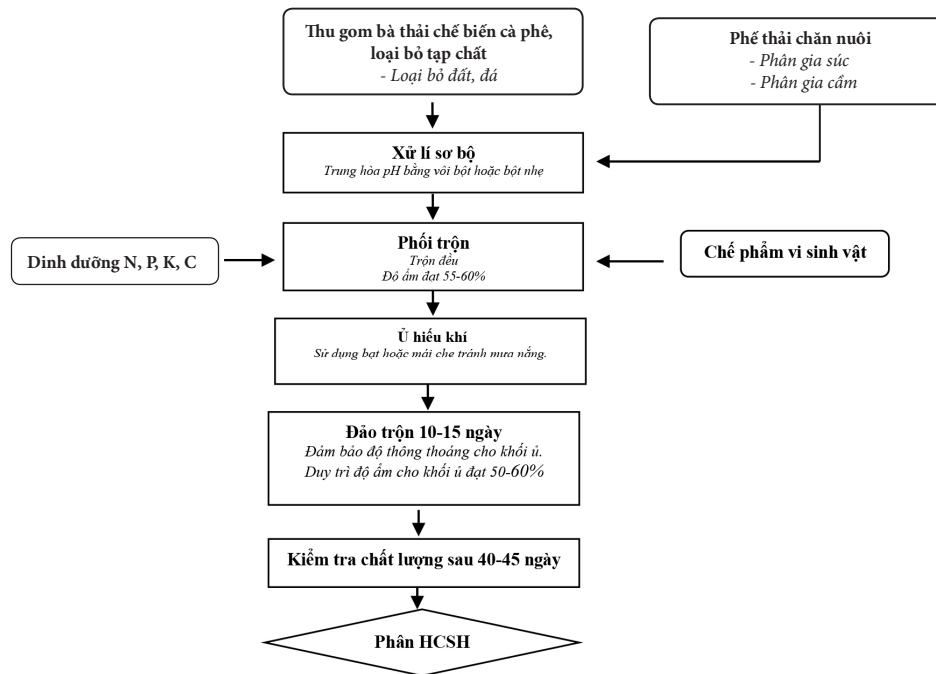 Thu gom bà thải chế biến cà phê,
loại bỏ tạp chất
- Loại bỏ đất, đá
Phế thải chăn nuôi
- Phân gia súc
- Phân gia cầm
Xử lí sơ bộ
Trung hòa pH bằng vôi bột hoặc bột nhẹ
Dinh dưỡng N, P, K, C
Phối trộn
Trộn đều
Độ ẩm đạt 55-60%
Chế phẩm vi sinh vật
Ủ hiếu khí
Sử dụng bạt hoặc mái che tránh mưa nắng.
Đảo trộn 10-15 ngày
Đảm bảo độ thông thoáng cho khối ủ.
Duy trì độ ẩm cho khối ủ đạt 50-60%
Kiểm tra chất lượng sau 40-45 ngày
Phân HCSH